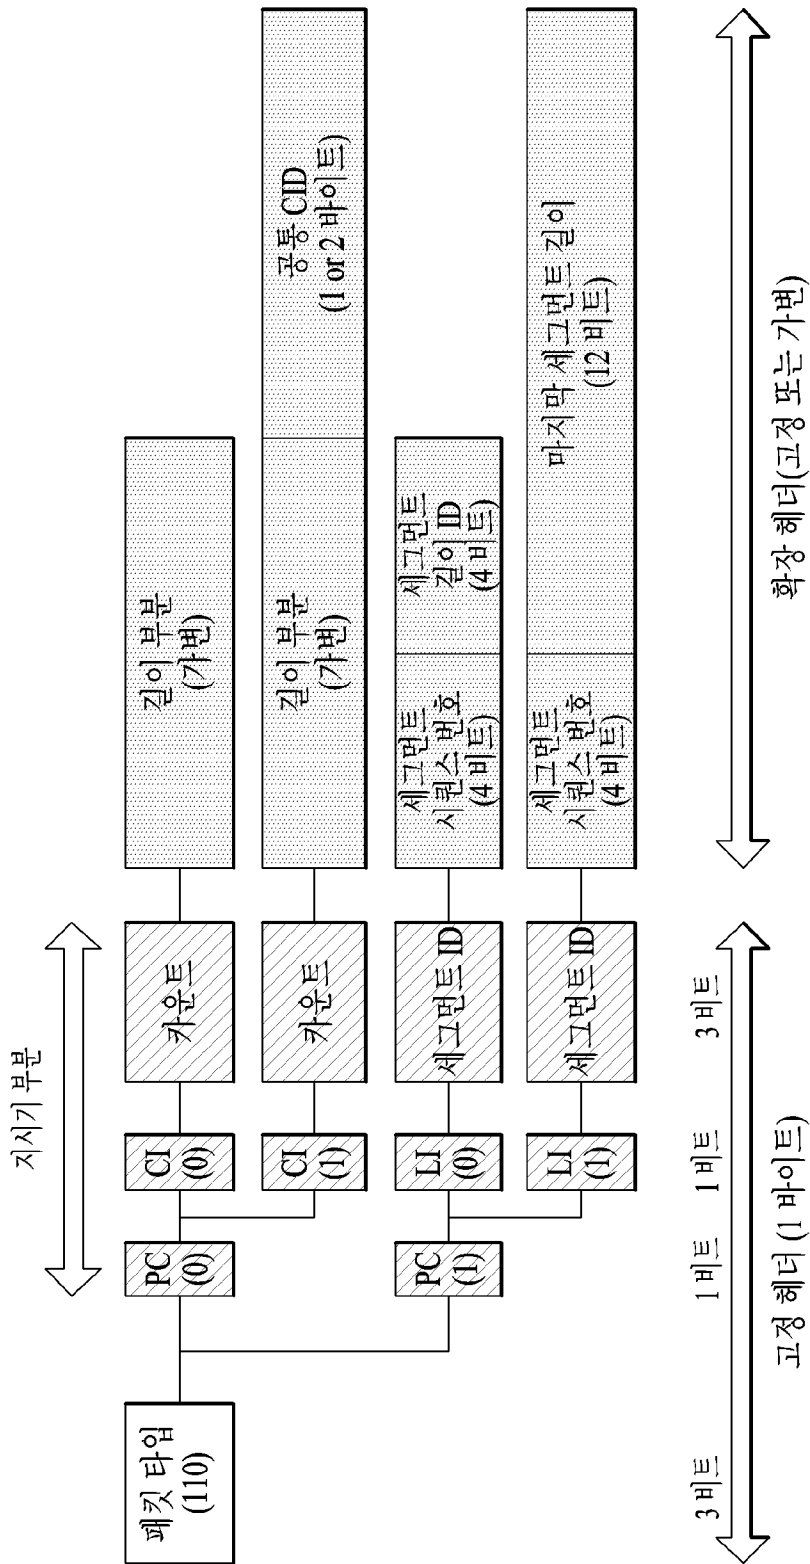 지시기 부분
패킷 타입
(110)
PC
(0)
CI
(0)
카운트
길이 부분
(가변)
CI
(1)
카운트
길이 부분
(가변)
공통 CID
(1 or 2 바이트)
PC
(1)
LI
(0)
세그먼트 ID
세그먼트
시퀀스 번호
(4 비트)
세그먼트
길이 ID
(4 비트)
LI
(1)
세그먼트 ID
세그먼트
시퀀스 번호
(4 비트)
마지막 세그먼트 길이
(12 비트)
3 비트
1 비트
1 비트
3 비트
고정 헤더 (1 바이트)
확장 헤더(고정 또는 가변)